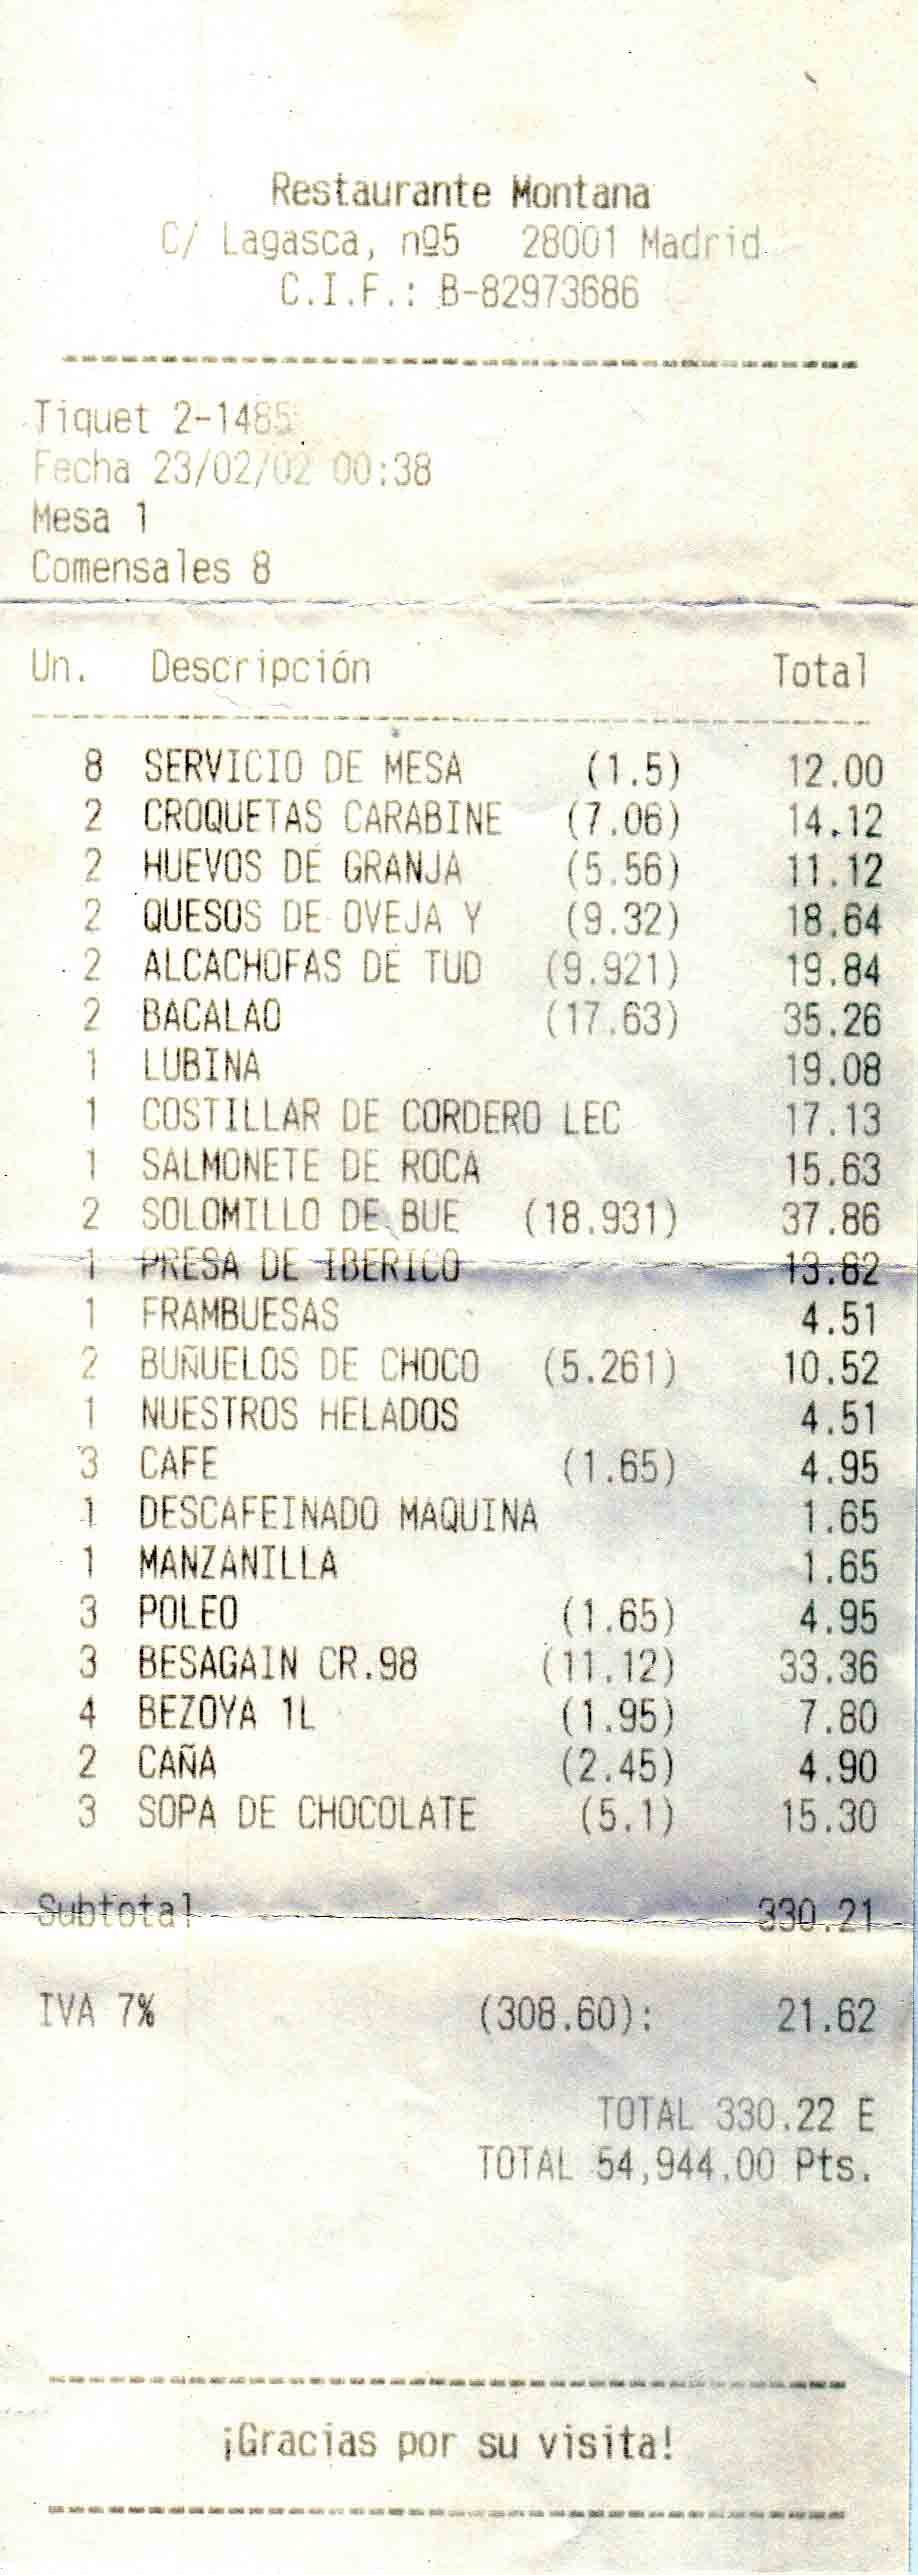 Restaurante Montana
C/ Lagasca, nº5 28001 Madrid
C.I.F.: B-82973686
Tiquet 2-1485
Fecha 23/02/02 00:38
Mesa 1
Comensales 8
Un. Descripción Total
8 SERVICIO DE MESA (1.5) 12.00
2 CROQUETAS CARABINE (7.06) 14.12
2 HUEVOS DE GRANJA (5.56) 11.12
2 QUESOS DE OVEJA Y (9.32) 18.64
2 ALCACHOFAS DE TUD (9.921) 19.84
2 BACALAO (17.63) 35.26
1 LUBINA 19.08
1 COSTILLAR DE CORDERO LEC 17.13
1 SALMONETE DE ROCA 15.63
2 SOLOMILLO DE BUE (18.931) 37.86
1 PRESA DE IBERICO 13.82
1 FRAMBUESAS 4.51
2 BUÑUELOS DE CHOCO (5.261) 10.52
1 NUESTROS HELADOS 4.51
3 CAFE (1.65) 4.95
1 DESCAFEINADO MAQUINA 1.65
1 MANZANILLA 1.65
3 POLEO (1.65) 4.95
3 BESAGAIN CR.98 (11.12) 33.36
4 BEZOYA 1L (1.95) 7.80
2 CAÑA (2.45) 4.90
3 SOPA DE CHOCOLATE (5.1) 15.30
Subtotal 330.21
IVA 7% (308.60): 21.62
TOTAL 330.22 E
TOTAL 54,944.00 Pts.
¡Gracias por su visita!